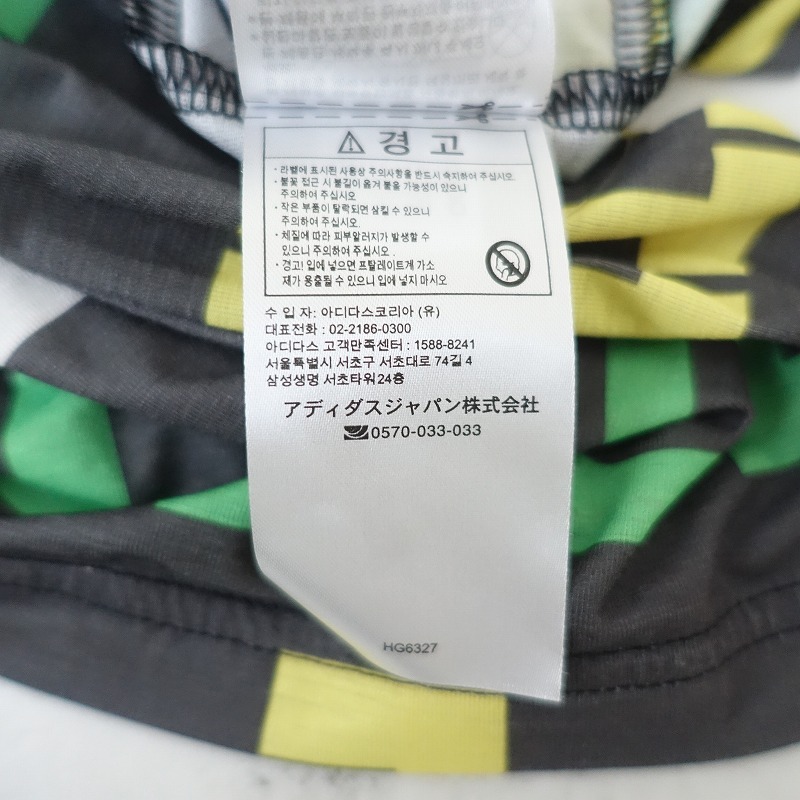 경 고
· 라벨에 표시된 사용상 주의사항을 반드시 숙지하여 주십시오.
· 불꽃 접근 시 불길이 옮겨 붙을 가능성이 있으니
주의하여 주십시오
· 작은 부품이 탈락되면 삼킬 수 있으니
주의하여 주십시오.
· 체질에 따라 피부알러지가 발생할 수
있으니 주의하여 주십시오 .
· 경고! 입에 넣으면 프탈레이트계 가소
제가 용출될 수 있으니 입에 넣지 마시오
수 입 자: 아디다스코리아 (유)
대표전화 : 02-2186-0300
아디다스 고객만족센터 : 1588-8241
서울특별시 서초구 서초대로 74길 4
삼성생명 서초타워24층
アディダスジャパン株式会社
0570-033-033
HG6327